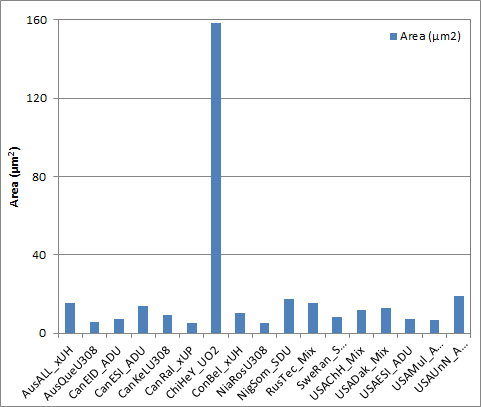 160
120
80
40
0
Area (µm²)
Area (µm2)
AusALL_xUH
AusQueU308
CanEID_ADU
CanESI_ADU
CanKeLU308
CanRal_xUP
ChiHeY_UO2
ConBel_xUH
NiaRosU308
NigSom_SDU
RusTec_Mix
SweRan_S...
USAChH_Mix
USADak_Mix
USAESI_ADU
USAMul_A...
USAUnN_A...